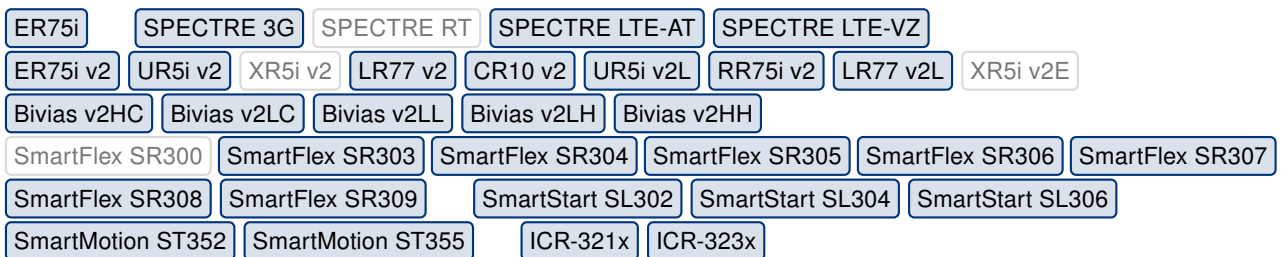 ER75i SPECTRE 3G SPECTRE RT SPECTRE LTE-AT SPECTRE LTE-VZ
ER75i v2 UR5i v2 XR5i v2 LR77 v2 CR10 v2 UR5i v2L RR75i v2 LR77 v2L XR5i v2E
Bivias v2HC Bivias v2LC Bivias v2LL Bivias v2LH Bivias v2HH
SmartFlex SR300 SmartFlex SR303 SmartFlex SR304 SmartFlex SR305 SmartFlex SR306 SmartFlex SR307
SmartFlex SR308 SmartFlex SR309 SmartStart SL302 SmartStart SL304 SmartStart SL306
SmartMotion ST352 SmartMotion ST355 ICR-321x ICR-323x